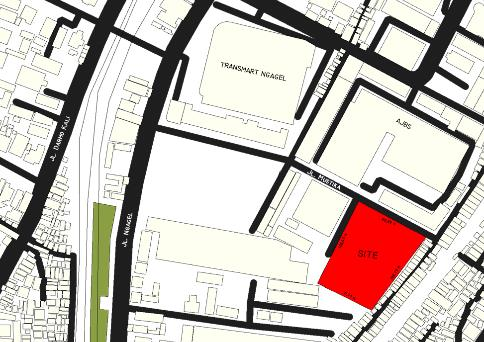 TRANSMART NGAGEL
AJBS
JL. DARMO KALI
JL. MUSTIKA
JL. NGAGEL
SITE